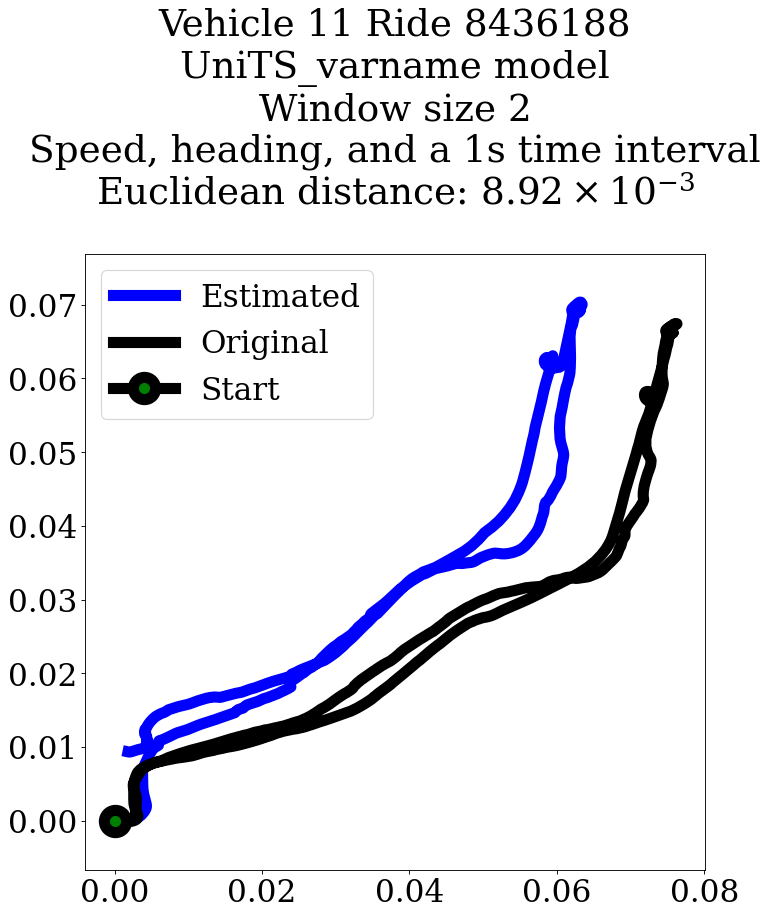 Vehicle 11 Ride 8436188
UniTS_varname model
Window size 2
Speed, heading, and a 1s time interval
Euclidean distance: 8.92 × 10⁻³
Estimated
Original
Start
0.07
0.06
0.05
0.04
0.03
0.02
0.01
0.00
0.00 0.02 0.04 0.06 0.08